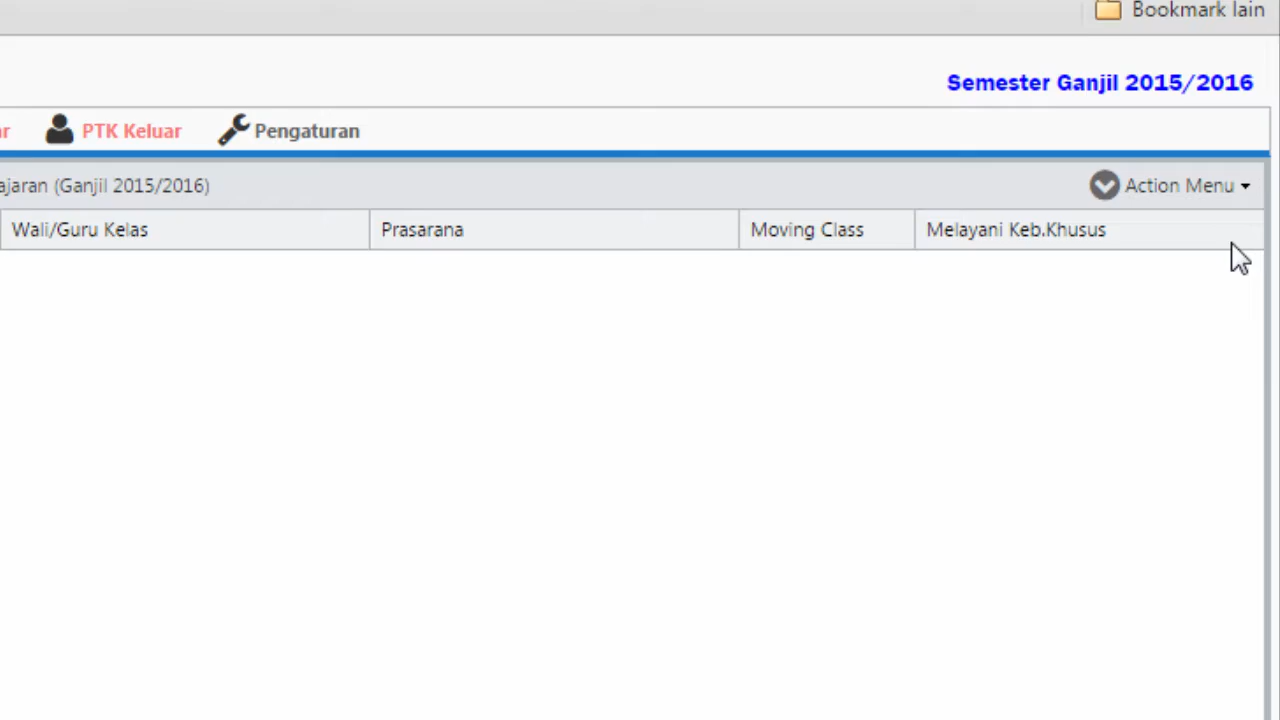 Bookmark lain
Semester Ganjil 2015/2016
PTK Keluar Pengaturan
ajaran (Ganjil 2015/2016) Action Menu
Wali/Guru Kelas Prasarana Moving Class Melayani Keb.Khusus